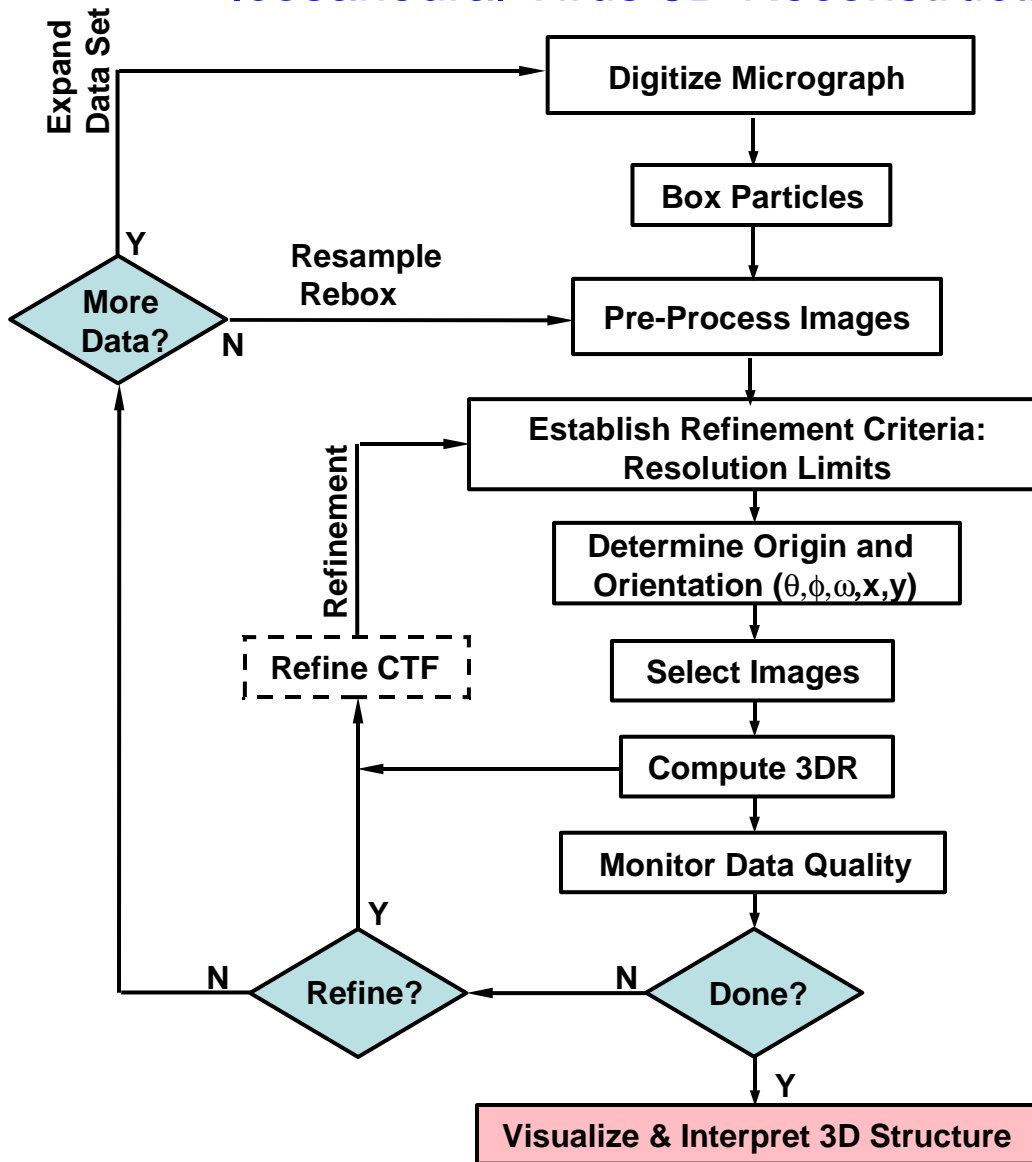 Expand
Data Set
Digitize Micrograph
Box Particles
Y
Resample
Rebox
More
Data?
N
Pre-Process Images
Establish Refinement Criteria:
Resolution Limits
Refinement
Determine Origin and
Orientation (θ,ϕ,ω,x,y)
Refine CTF
Select Images
Compute 3DR
Monitor Data Quality
Y
N
Refine?
N
Done?
Y
Visualize & Interpret 3D Structure